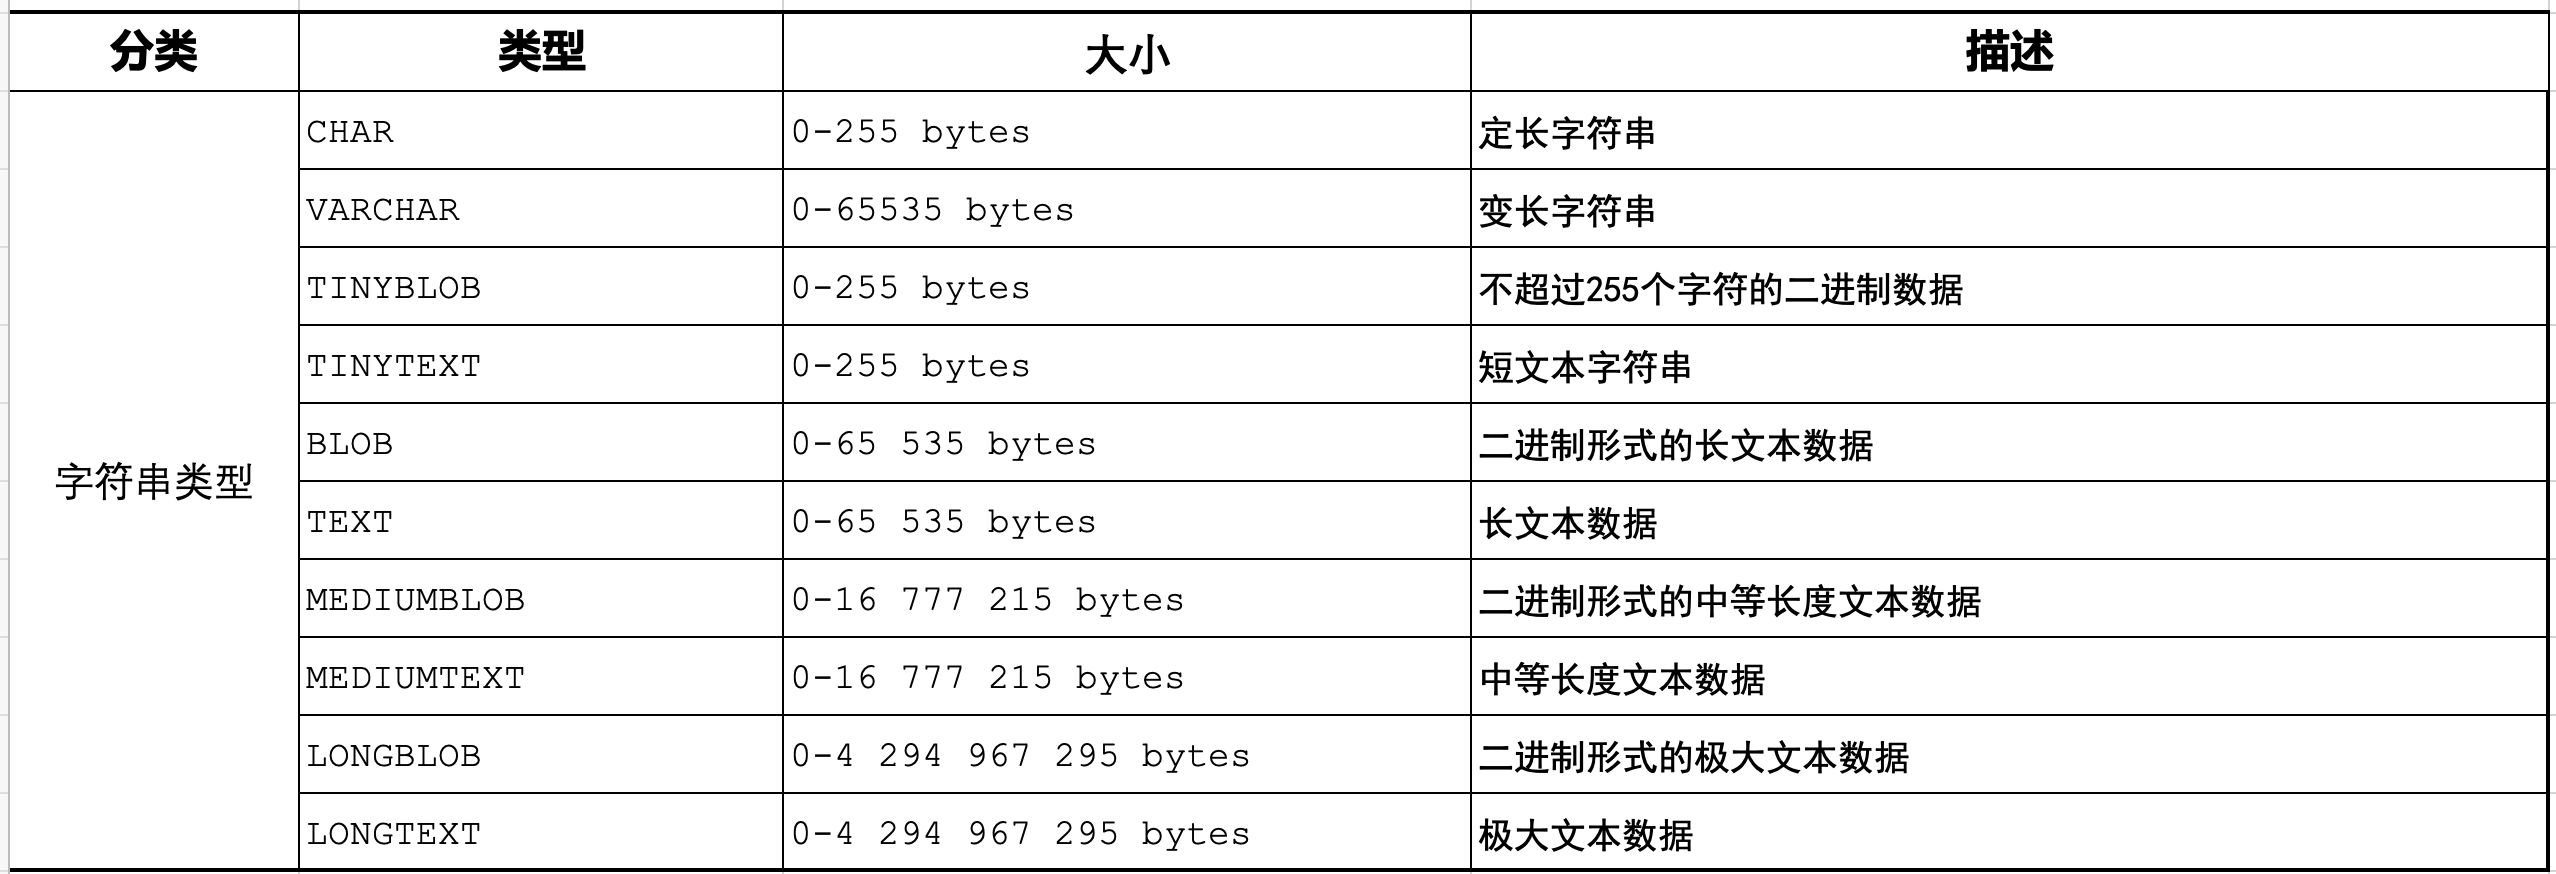 分类 类型 大小 描述
字符串类型
CHAR 0-255 bytes 定长字符串
VARCHAR 0-65535 bytes 变长字符串
TINYBLOB 0-255 bytes 不超过255个字符的二进制数据
TINYTEXT 0-255 bytes 短文本字符串
BLOB 0-65 535 bytes 二进制形式的长文本数据
TEXT 0-65 535 bytes 长文本数据
MEDIUMBLOB 0-16 777 215 bytes 二进制形式的中等长度文本数据
MEDIUMTEXT 0-16 777 215 bytes 中等长度文本数据
LONGBLOB 0-4 294 967 295 bytes 二进制形式的极大文本数据
LONGTEXT 0-4 294 967 295 bytes 极大文本数据